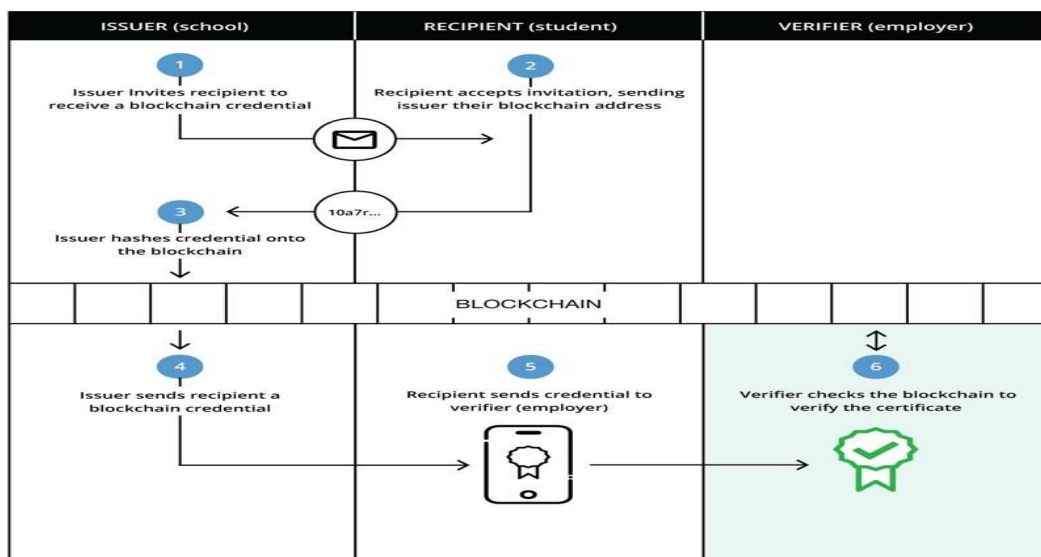 ISSUER (school)
RECIPIENT (student)
VERIFIER (employer)
1
Issuer Invites recipient to
receive a blockchain credential
2
Recipient accepts invitation, sending
issuer their blockchain address
10a7r...
3
Issuer hashes credential onto
the blockchain
BLOCKCHAIN
4
Issuer sends recipient a
blockchain credential
5
Recipient sends credential to
verifier (employer)
6
Verifier checks the blockchain to
verify the certificate